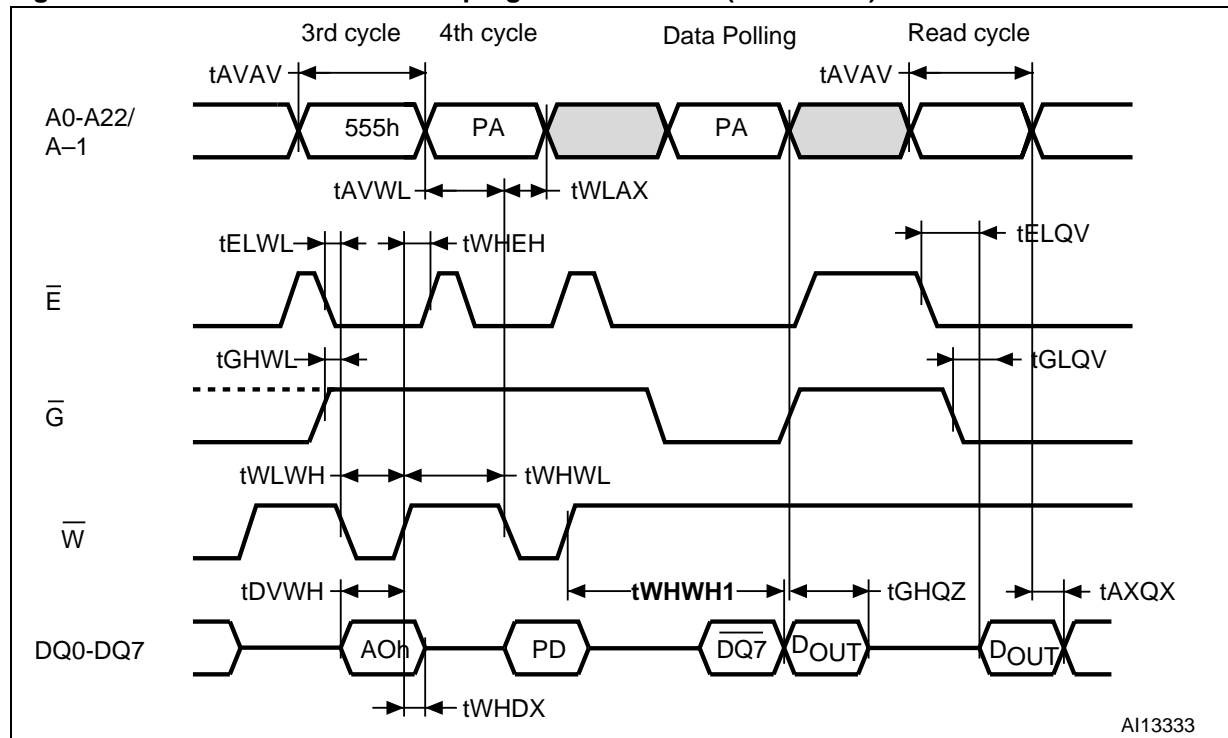 3rd cycle 4th cycle Data Polling Read cycle
tAVAV tAVAV
A0-A22/
A–1
555h PA PA
tAVWL tWLAX
tELWL tWHEH tELQV
E̅
tGHWL tGLQV
G̅
tWLWH tWHWL
W̅
tDVWH tWHWH1 tGHQZ tAXQX
DQ0-DQ7 AOh PD D̅Q̅7̅ DOUT DOUT
tWHDX
AI13333